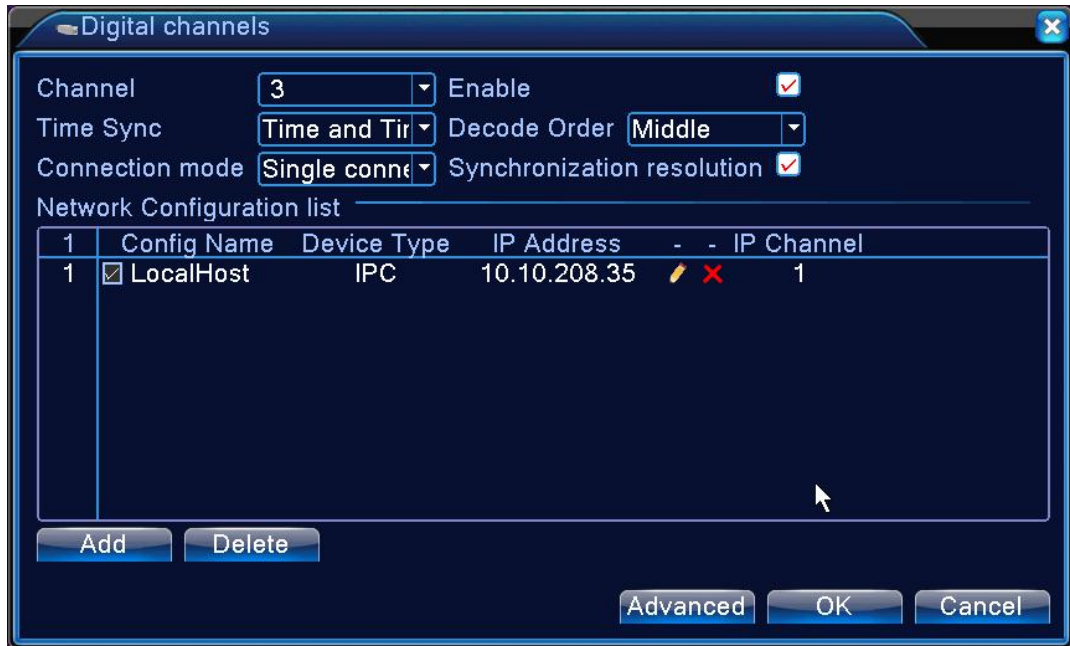 Digital channels
Channel 3 Enable
Time Sync Time and Tir Decode Order Middle
Connection mode Single conne Synchronization resolution
Network Configuration list
1 Config Name Device Type IP Address - - IP Channel
1 LocalHost IPC 10.10.208.35 1
Add Delete
Advanced OK Cancel